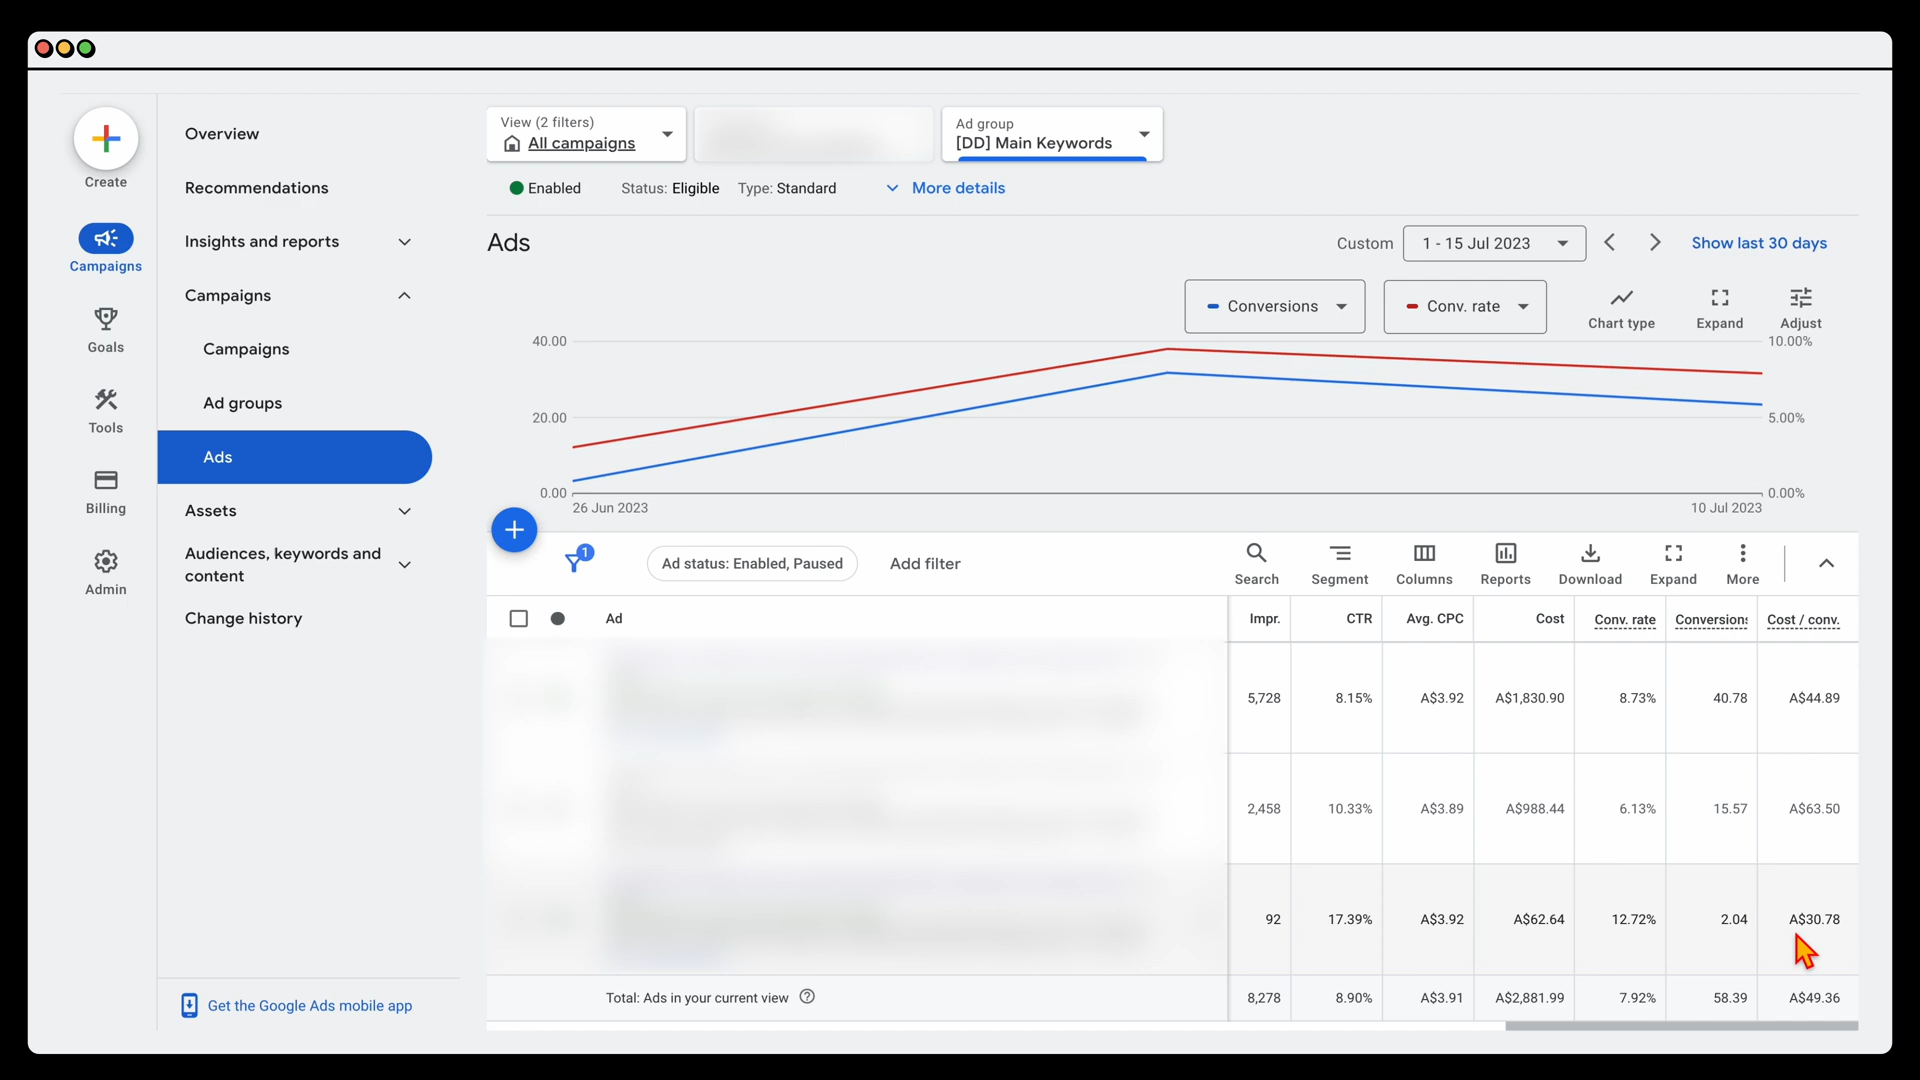 Create
Campaigns
Goals
Tools
Billing
Admin
Overview
Recommendations
Insights and reports
Campaigns
Campaigns
Ad groups
Ads
Assets
Audiences, keywords and
content
Change history
Get the Google Ads mobile app
View (2 filters)
All campaigns
Ad group
[DD] Main Keywords
Enabled
Status: Eligible
Type: Standard
More details
Ads
Custom
1 - 15 Jul 2023
Show last 30 days
Conversions
Conv. rate
Chart type
Expand
Adjust
40.00
10.00%
20.00
5.00%
0.00
0.00%
26 Jun 2023
10 Jul 2023
1
Ad status: Enabled, Paused
Add filter
Search
Segment
Columns
Reports
Download
Expand
More
Ad Impr. CTR Avg. CPC Cost Conv. rate Conversions Cost / conv.
5,728 8.15% A$3.92 A$1,830.90 8.73% 40.78 A$44.89
2,458 10.33% A$3.89 A$988.44 6.13% 15.57 A$63.50
92 17.39% A$3.92 A$62.64 12.72% 2.04 A$30.78
Total: Ads in your current view 8,278 8.90% A$3.91 A$2,881.99 7.92% 58.39 A$49.36